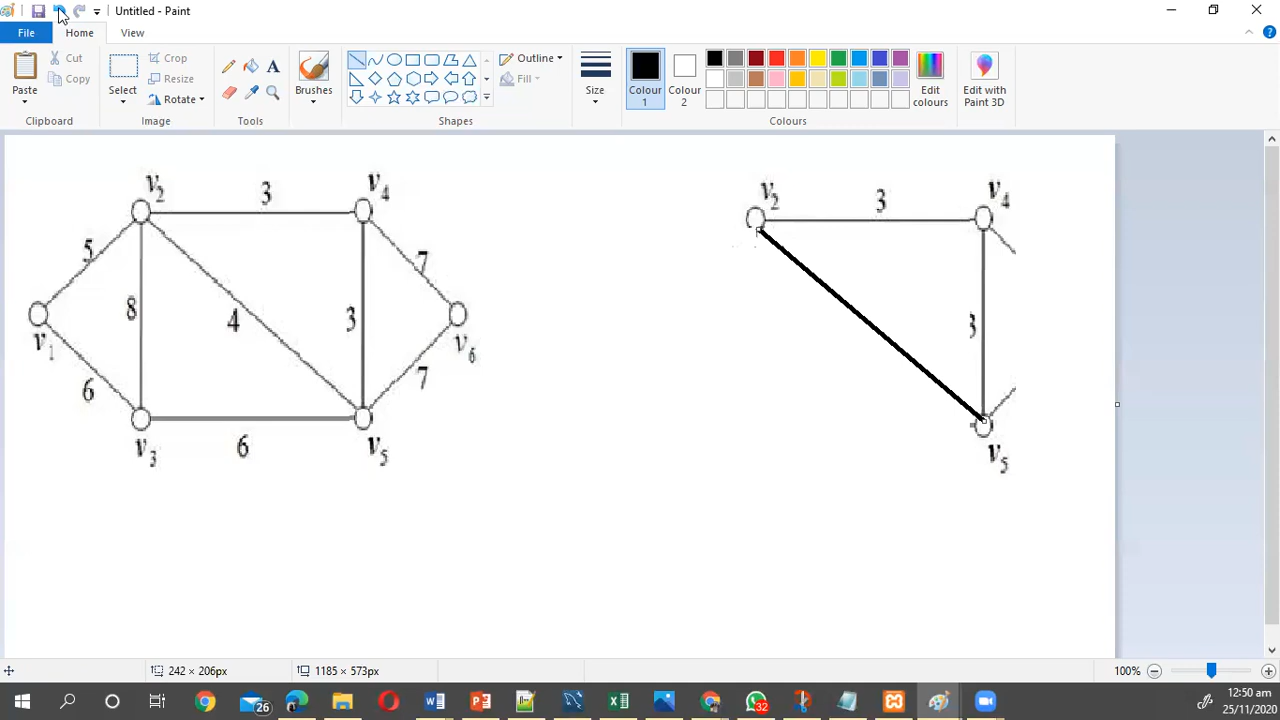 Untitled - Paint
File Home View
Paste
Cut
Copy
Clipboard
Select
Crop
Resize
Rotate
Image
A
Tools
Brushes
Outline
Fill
Shapes
Size
Colour 1
Colour 2
Edit colours
Edit with Paint 3D
Colours
v2 3 v4
5 7
8 4 3
v1 v6
6 7
v3 6 v5
v2 3 v4
3
v5
242 × 206px 1185 × 573px 100%
26 32
12:50 am
25/11/2020